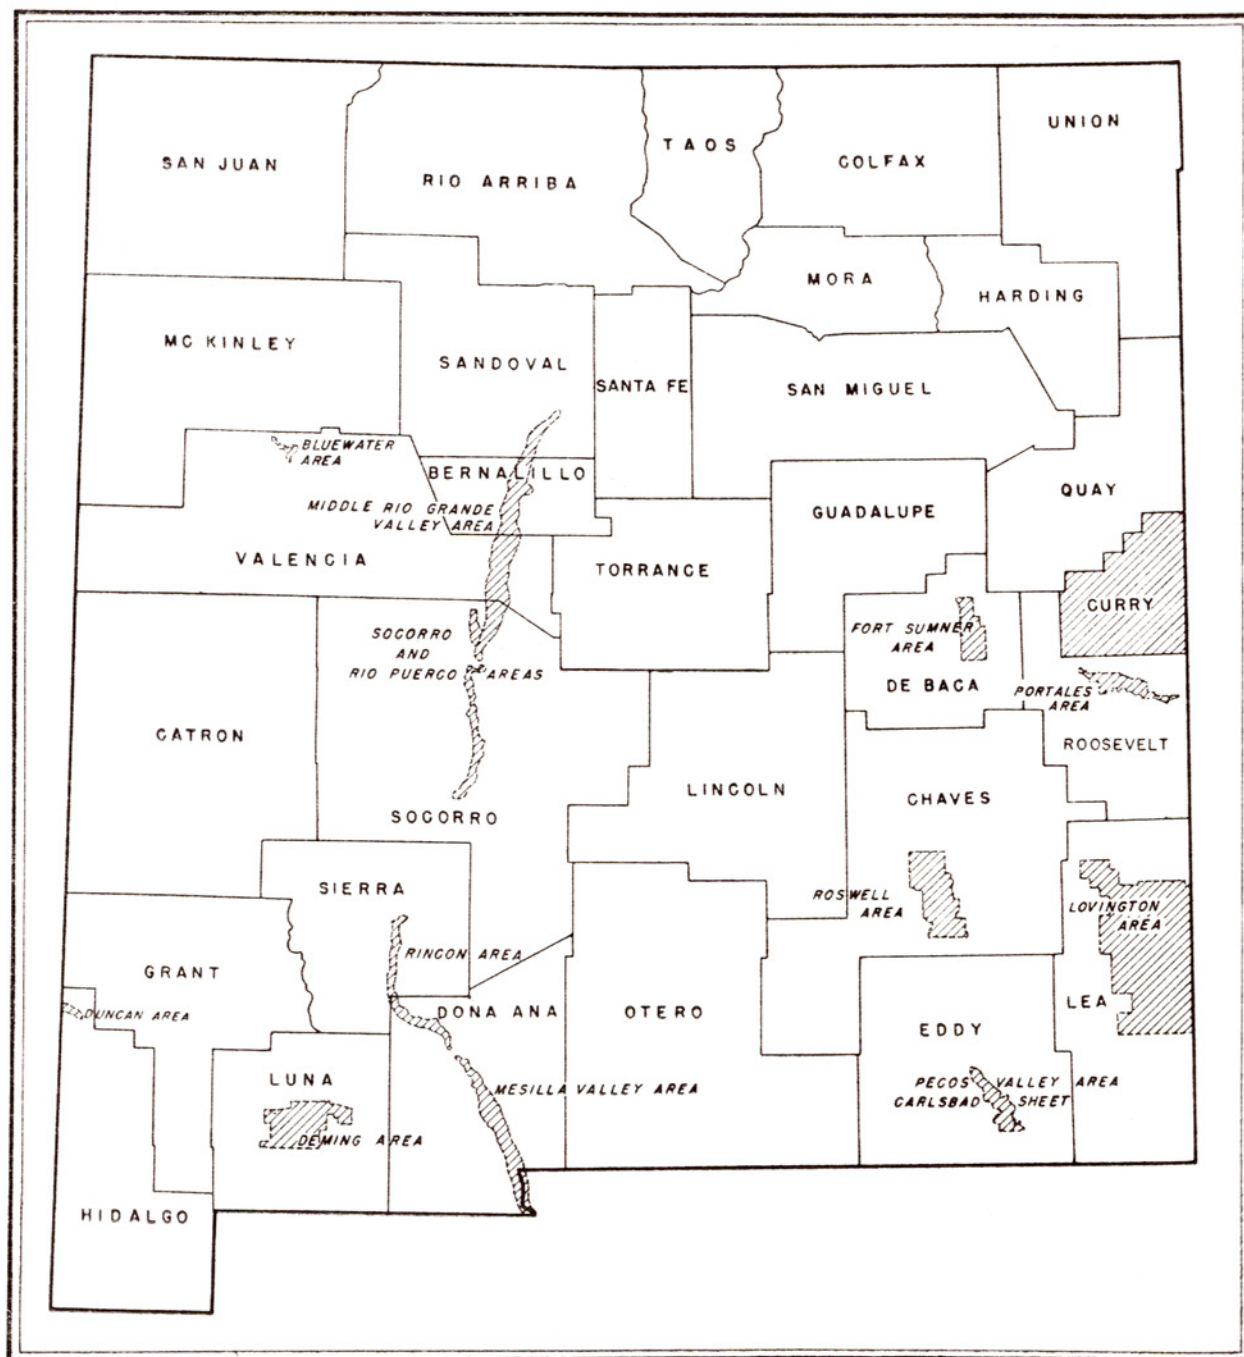 UNION
TAOS
SAN JUAN
COLFAX
RIO ARRIBA
MORA
HARDING
MC KINLEY
SANDOVAL
SANTA FE
SAN MIGUEL
BLUEWATER
AREA
BERNALILLO
QUAY
MIDDLE RIO GRANDE
VALLEY AREA
GUADALUPE
VALENCIA
TORRANCE
CURRY
SOCORRO
AND
RIO PUERCO AREAS
FORT SUMNER
AREA
DE BACA
PORTALES
AREA
CATRON
ROOSEVELT
LINCOLN
CHAVES
SOCORRO
SIERRA
ROSWELL
AREA
LOVINGTON
AREA
RINCON AREA
GRANT
DUNCAN AREA
DONA ANA
OTERO
LEA
EDDY
LUNA
MESILLA VALLEY AREA
PECOS VALLEY AREA
CARLSBAD SHEET
DEMING AREA
HIDALGO